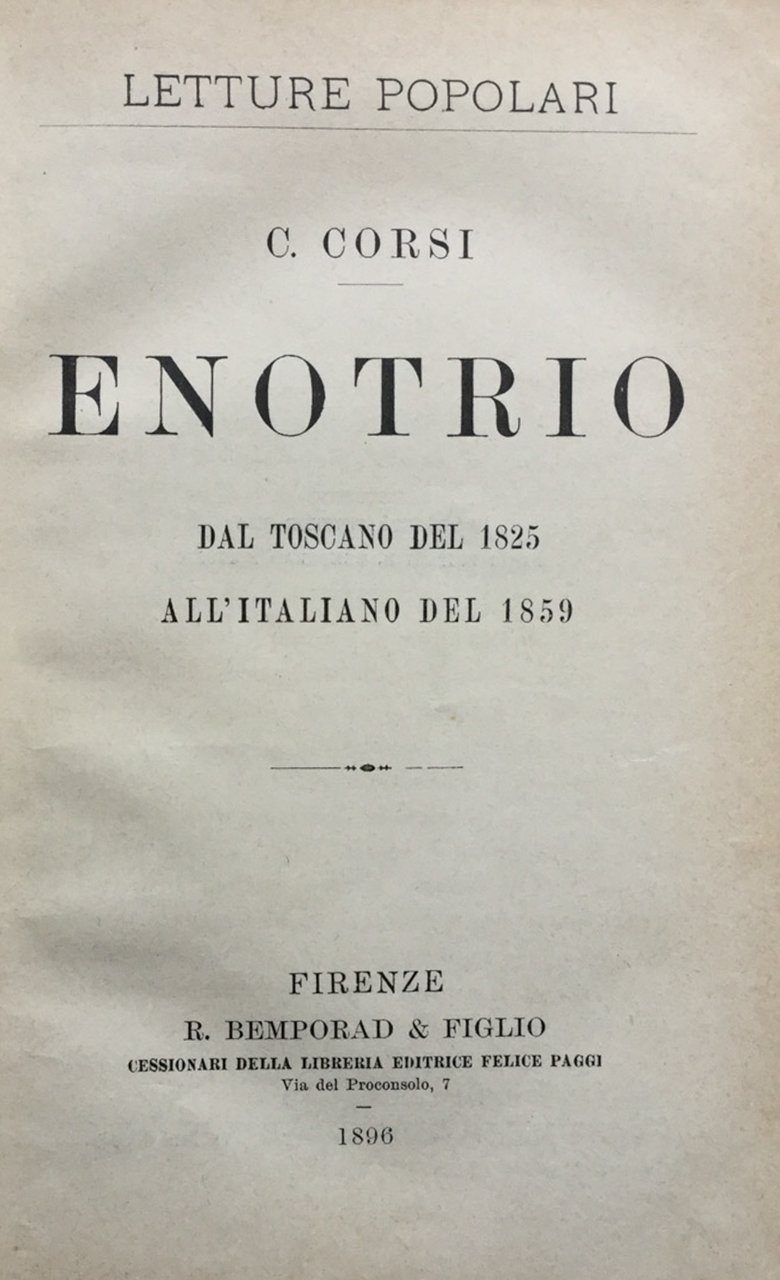 LETTURE POPOLARI
C. CORSI
ENOTRIO
DAL TOSCANO DEL 1825
ALL'ITALIANO DEL 1859
FIRENZE
R. BEMPORAD & FIGLIO
CESSIONARI DELLA LIBRERIA EDITRICE FELICE PAGGI
Via del Proconsolo, 7
1896